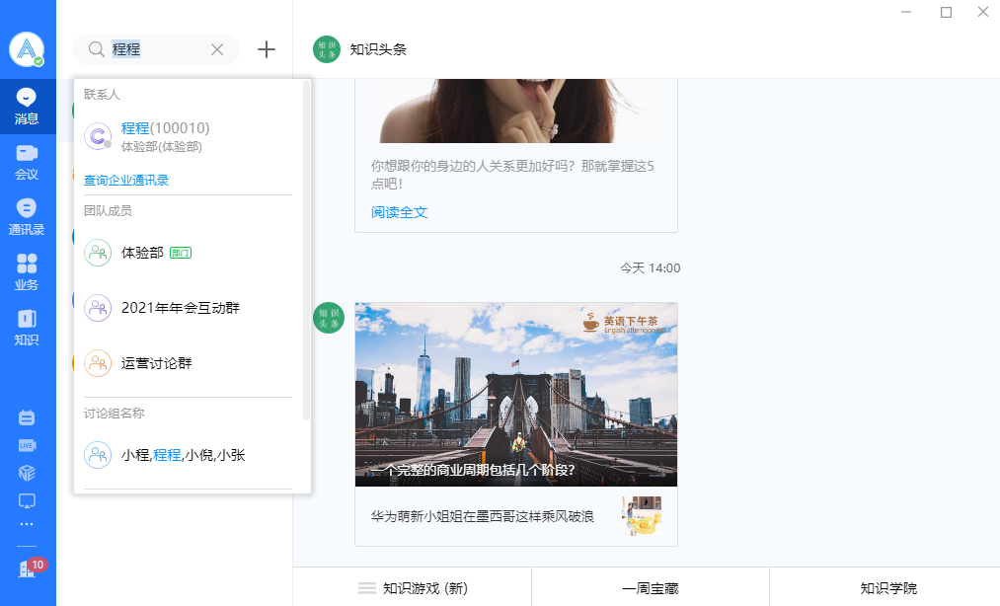 程程
知识头条
消息
会议
通讯录
业务
知识
LIVE
10
联系人
程程(100010)
体验部(体验部)
查询企业通讯录
团队成员
体验部 部门
2021年年会互动群
运营讨论群
讨论组名称
小程,程程,小倪,小张
知识
头条
你想跟你的身边的人关系更加好吗？那就掌握这5
点吧！
阅读全文
今天 14:00
知识
头条
英语下午茶
English afternoon tea
一个完整的商业周期包括几个阶段？
华为萌新小姐姐在墨西哥这样乘风破浪
知识游戏 (新)
一周宝藏
知识学院